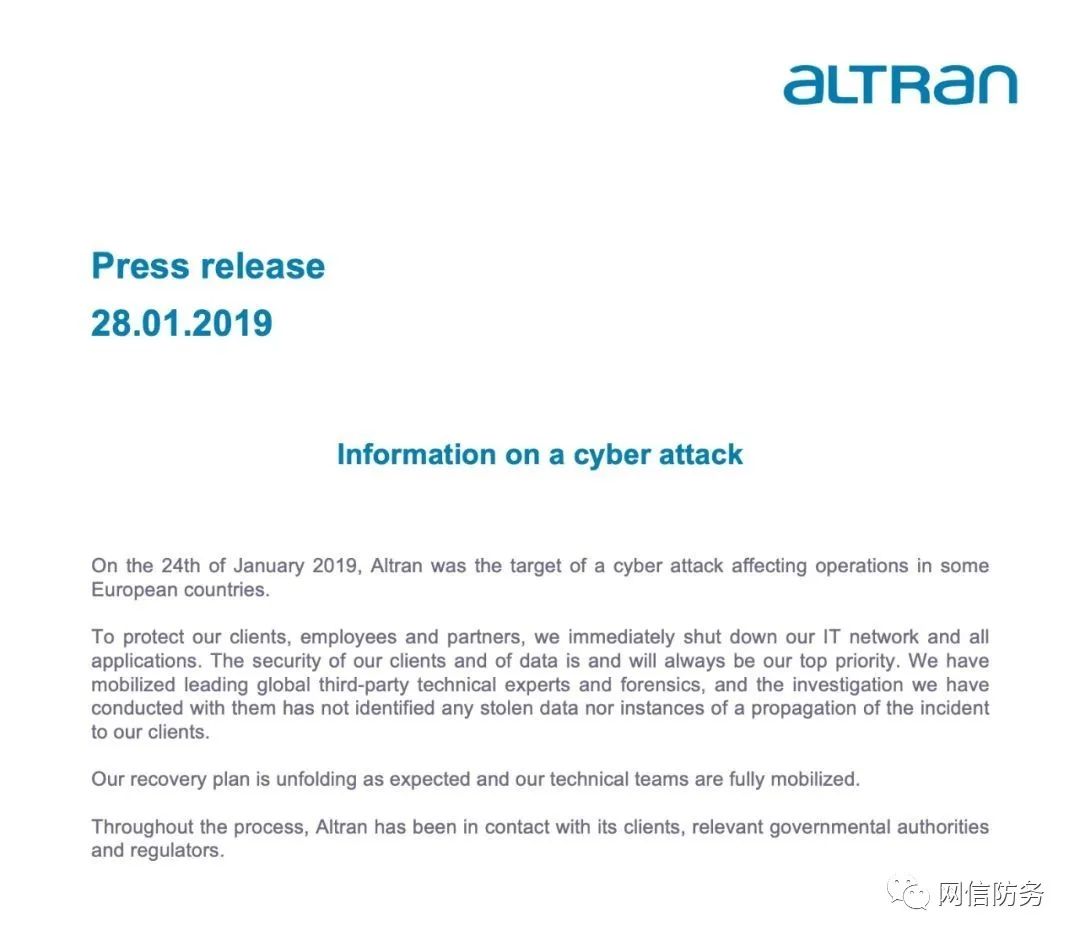 aLTRan
Press release
28.01.2019
Information on a cyber attack
On the 24th of January 2019, Altran was the target of a cyber attack affecting operations in some
European countries.
To protect our clients, employees and partners, we immediately shut down our IT network and all
applications. The security of our clients and of data is and will always be our top priority. We have
mobilized leading global third-party technical experts and forensics, and the investigation we have
conducted with them has not identified any stolen data nor instances of a propagation of the incident
to our clients.
Our recovery plan is unfolding as expected and our technical teams are fully mobilized.
Throughout the process, Altran has been in contact with its clients, relevant governmental authorities
and regulators.
网信防务